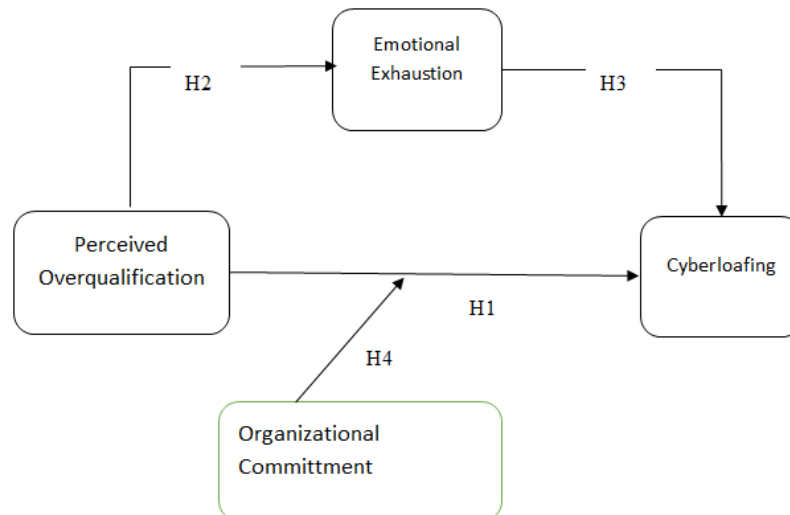 Emotional
Exhaustion
H2
H3
Perceived
Overqualification
Cyberloafing
H1
H4
Organizational
Committment